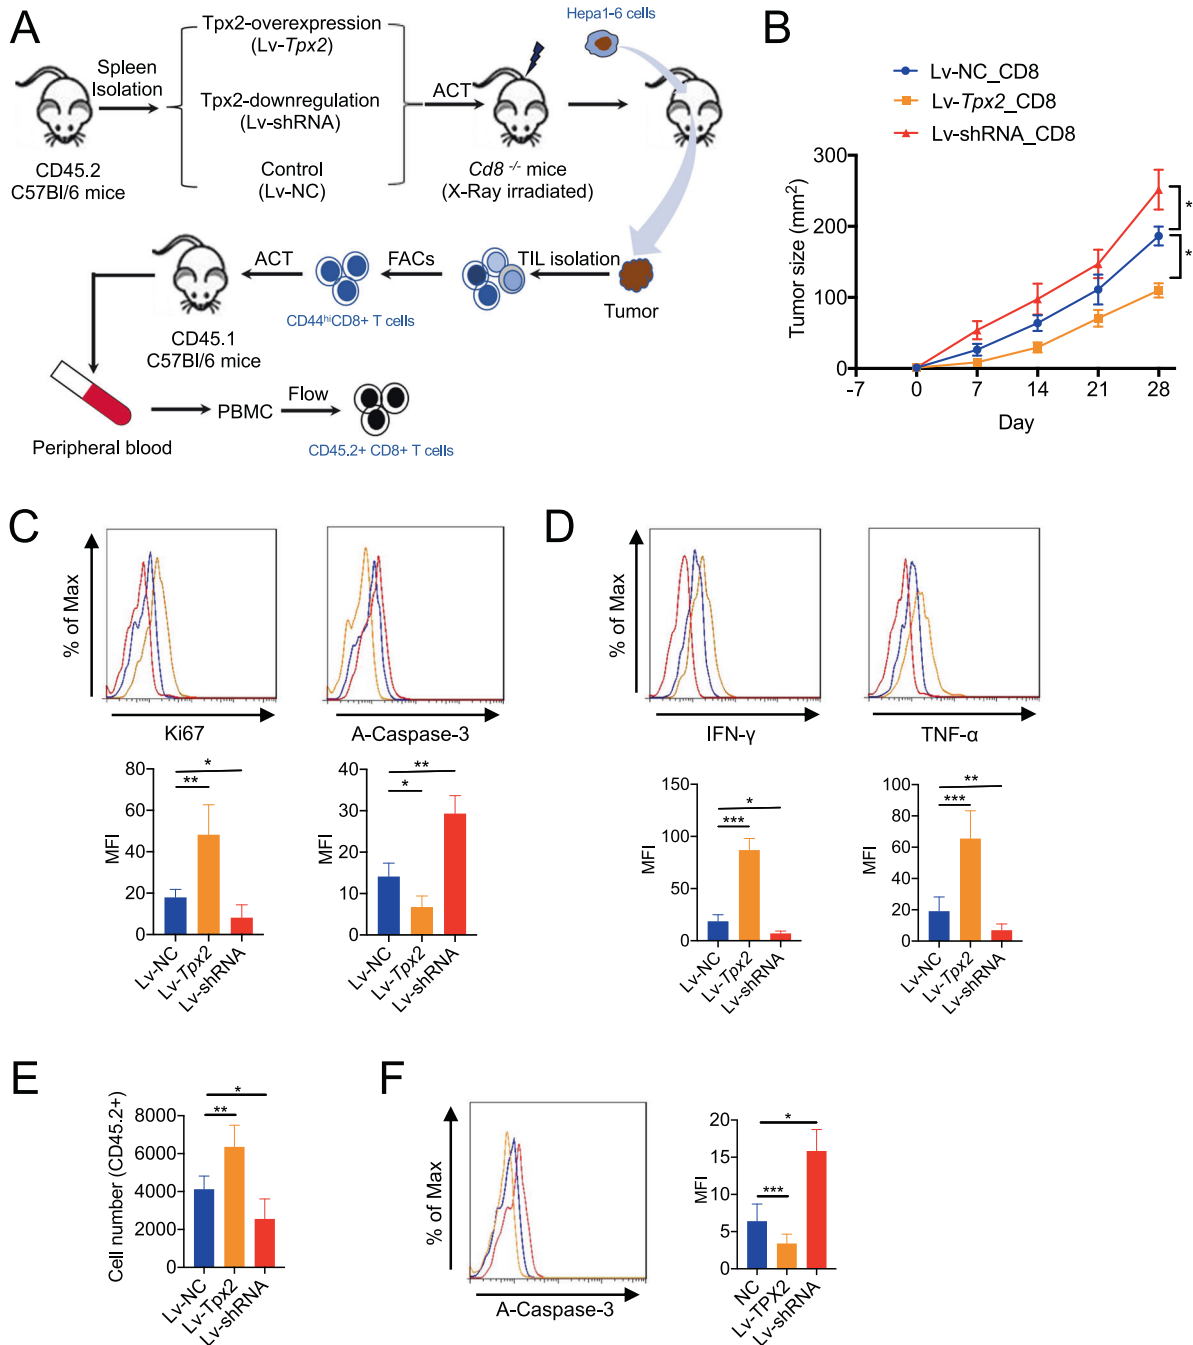 A
Spleen
Isolation
CD45.2
C57Bl/6 mice
Tpx2-overexpression
(Lv-Tpx2)
Tpx2-downregulation
(Lv-shRNA)
Control
(Lv-NC)
ACT
Cd8 -/- mice
(X-Ray irradiated)
Hepa1-6 cells
Tumor
TIL isolation
FACs
CD44hiCD8+ T cells
ACT
CD45.1
C57Bl/6 mice
Peripheral blood
PBMC
Flow
CD45.2+ CD8+ T cells
B
Lv-NC_CD8
Lv-Tpx2_CD8
Lv-shRNA_CD8
Tumor size (mm2)
300
200
100
0
-7 0 7 14 21 28
Day
*
*
C
% of Max
Ki67
A-Caspase-3
MFI
80
60
40
20
0
*
**
Lv-NC
Lv-Tpx2
Lv-shRNA
MFI
40
30
20
10
0
**
*
Lv-NC
Lv-Tpx2
Lv-shRNA
D
% of Max
IFN-γ
TNF-α
MFI
150
100
50
0
*
***
Lv-NC
Lv-Tpx2
Lv-shRNA
MFI
100
80
60
40
20
0
**
***
Lv-NC
Lv-Tpx2
Lv-shRNA
E
Cell number (CD45.2+)
8000
6000
4000
2000
0
*
**
Lv-NC
Lv-Tpx2
Lv-shRNA
F
% of Max
A-Caspase-3
MFI
20
15
10
5
0
*
***
NC
Lv-TPX2
Lv-shRNA